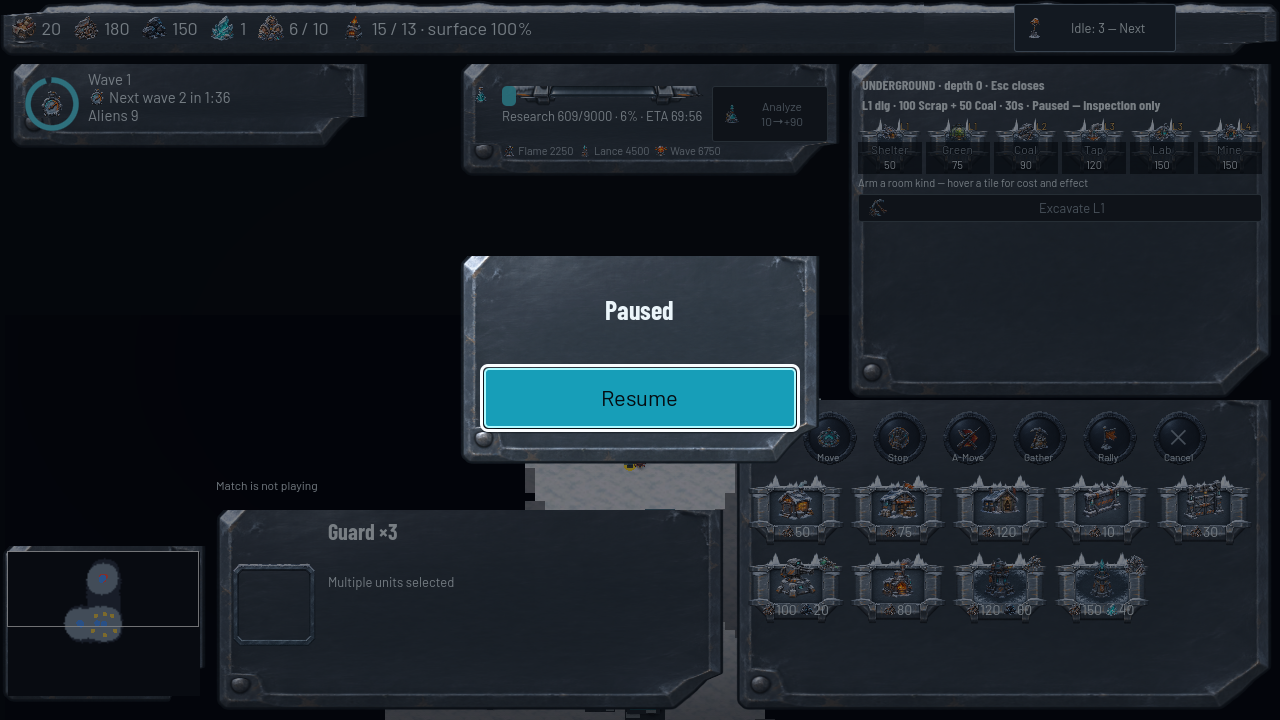 20 180 150 1 6 / 10 15 / 13 · surface 100%
Idle: 3 — Next
Wave 1
Next wave 2 in 1:36
Aliens 9
Research 609/9000 · 6% · ETA 69:56
Flame 2250 Lance 4500 Wave 6750
Analyze
10→+90
UNDERGROUND · depth 0 · Esc closes
L1 dig · 100 Scrap + 50 Coal · 30s · Paused — Inspection only
Shelter Green Coal Tap Lab Mine
50 75 90 120 150 150
Arm a room kind — hover a tile for cost and effect
Excavate L1
Paused
Resume
Move Stop A-Move Gather Rally Cancel
50 75 120 10 30
100 20 80 120 80 150 40
Match is not playing
Guard ×3
Multiple units selected